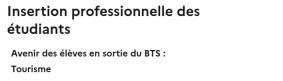 Insertion professionnelle des
étudiants
Avenir des élèves en sortie du BTS :
Tourisme